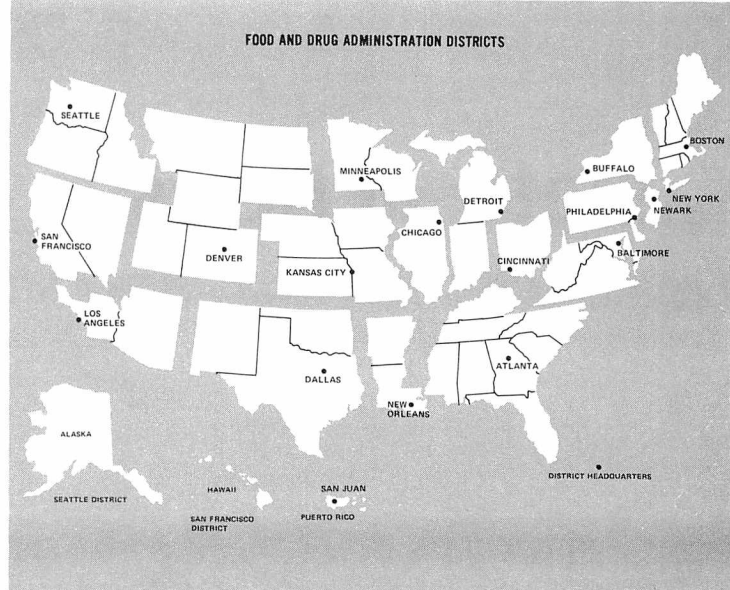 FOOD AND DRUG ADMINISTRATION DISTRICTS
SEATTLE
BOSTON
MINNEAPOLIS
BUFFALO
DETROIT
NEW YORK
PHILADELPHIA
NEWARK
CHICAGO
SAN
FRANCISCO
BALTIMORE
DENVER
CINCINNATI
KANSAS CITY
LOS
ANGELES
ATLANTA
DALLAS
NEW
ORLEANS
ALASKA
DISTRICT HEADQUARTERS
HAWAII
SAN JUAN
SEATTLE DISTRICT
PUERTO RICO
SAN FRANCISCO
DISTRICT